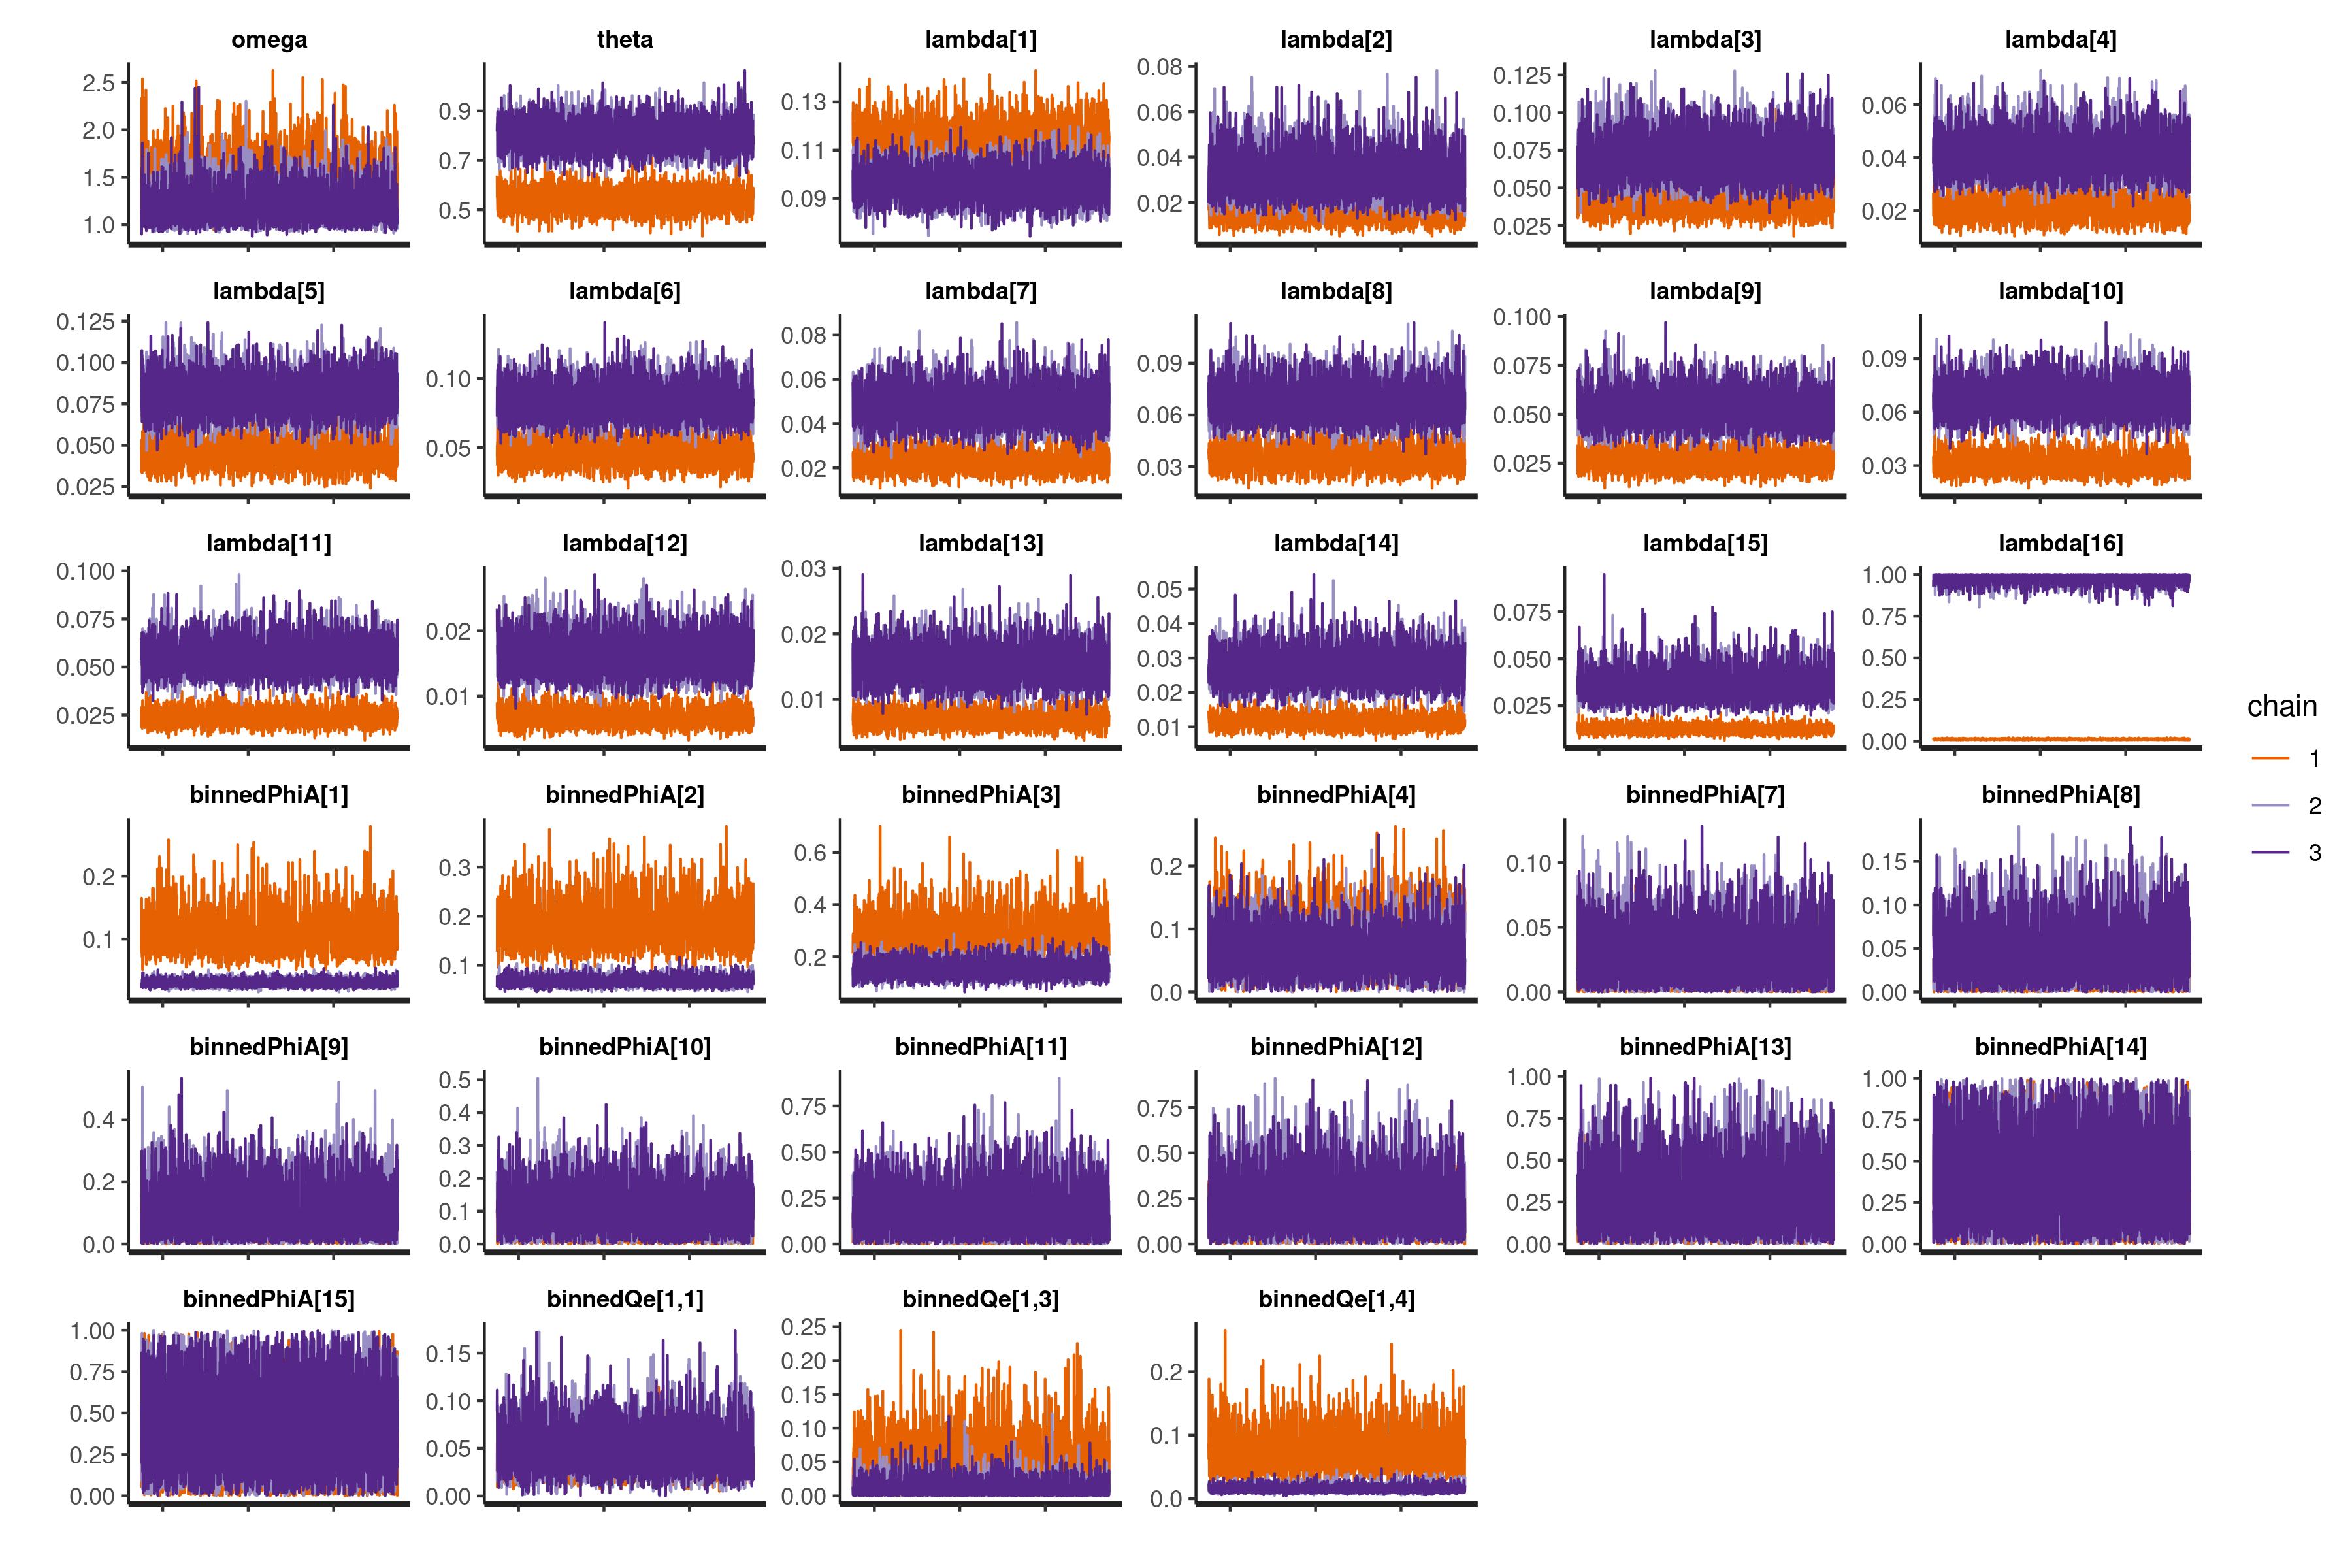 omega theta lambda[1] lambda[2] lambda[3] lambda[4]
2.5 2.0 1.5 1.0
0.9 0.7 0.5
0.13 0.11 0.09
0.08 0.06 0.04 0.02
0.125 0.100 0.075 0.050 0.025
0.06 0.04 0.02
lambda[5] lambda[6] lambda[7] lambda[8] lambda[9] lambda[10]
0.125 0.100 0.075 0.050 0.025
0.10 0.05
0.08 0.06 0.04 0.02
0.09 0.06 0.03
0.100 0.075 0.050 0.025
0.09 0.06 0.03
lambda[11] lambda[12] lambda[13] lambda[14] lambda[15] lambda[16]
0.100 0.075 0.050 0.025
0.02 0.01
0.03 0.02 0.01
0.05 0.04 0.03 0.02 0.01
0.075 0.050 0.025
1.00 0.75 0.50 0.25 0.00
binnedPhiA[1] binnedPhiA[2] binnedPhiA[3] binnedPhiA[4] binnedPhiA[7] binnedPhiA[8]
0.2 0.1
0.3 0.2 0.1
0.6 0.4 0.2
0.2 0.1 0.0
0.10 0.05 0.00
0.15 0.10 0.05 0.00
binnedPhiA[9] binnedPhiA[10] binnedPhiA[11] binnedPhiA[12] binnedPhiA[13] binnedPhiA[14]
0.4 0.2 0.0
0.5 0.4 0.3 0.2 0.1 0.0
0.75 0.50 0.25 0.00
0.75 0.50 0.25 0.00
1.00 0.75 0.50 0.25 0.00
1.00 0.75 0.50 0.25 0.00
binnedPhiA[15] binnedQe[1,1] binnedQe[1,3] binnedQe[1,4]
1.00 0.75 0.50 0.25 0.00
0.15 0.10 0.05 0.00
0.25 0.20 0.15 0.10 0.05 0.00
0.2 0.1 0.0
chain
1
2
3